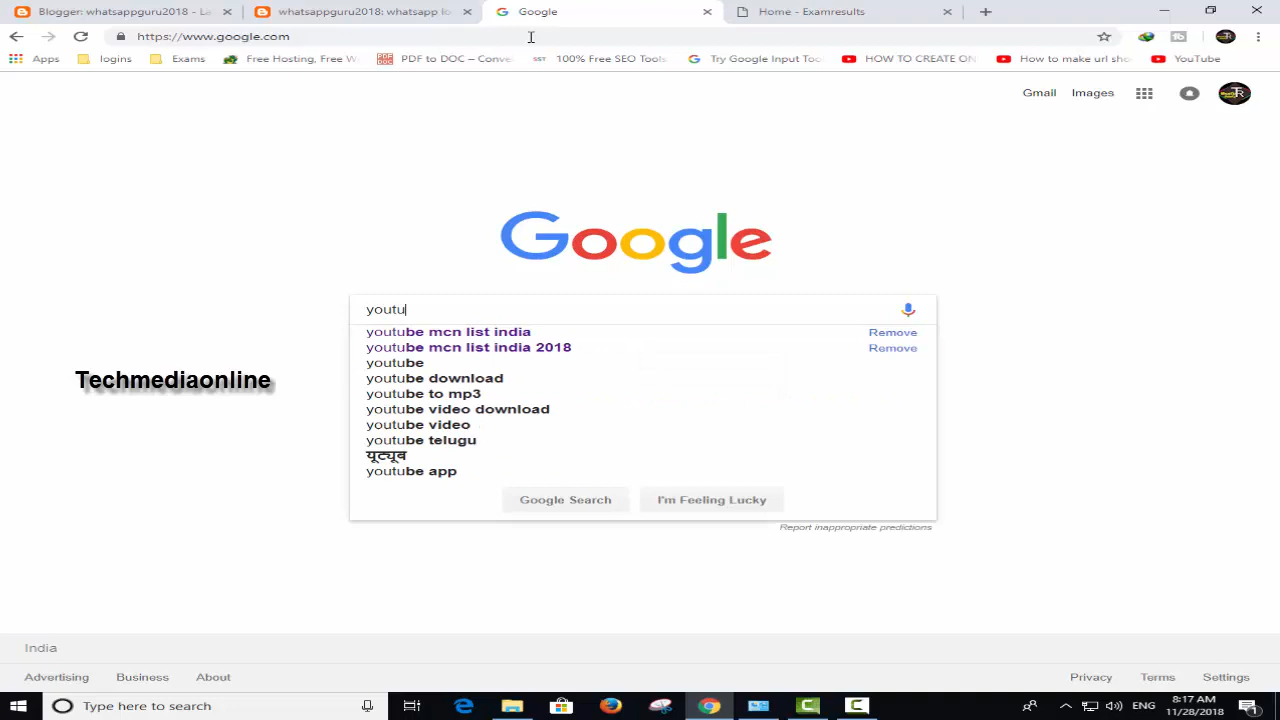 Blogger: whatsappguru2018 - La
whatsappguru2018: whatsapp lo
Google
Home - Examresults
https://www.google.com
Apps
logins
Exams
Free Hosting, Free W
PDF to DOC – Conve
100% Free SEO Tools
Try Google Input Too
HOW TO CREATE ON
How to make url sho
YouTube
Gmail
Images
Google
youtu
youtube mcn list india
Remove
youtube mcn list india 2018
Remove
youtube
youtube download
youtube to mp3
youtube video download
youtube video
youtube telugu
यूट्यूब
youtube app
Google Search
I'm Feeling Lucky
Report inappropriate predictions
Techmediaonline
India
Advertising
Business
About
Privacy
Terms
Settings
Type here to search
ENG
8:17 AM
11/28/2018
1